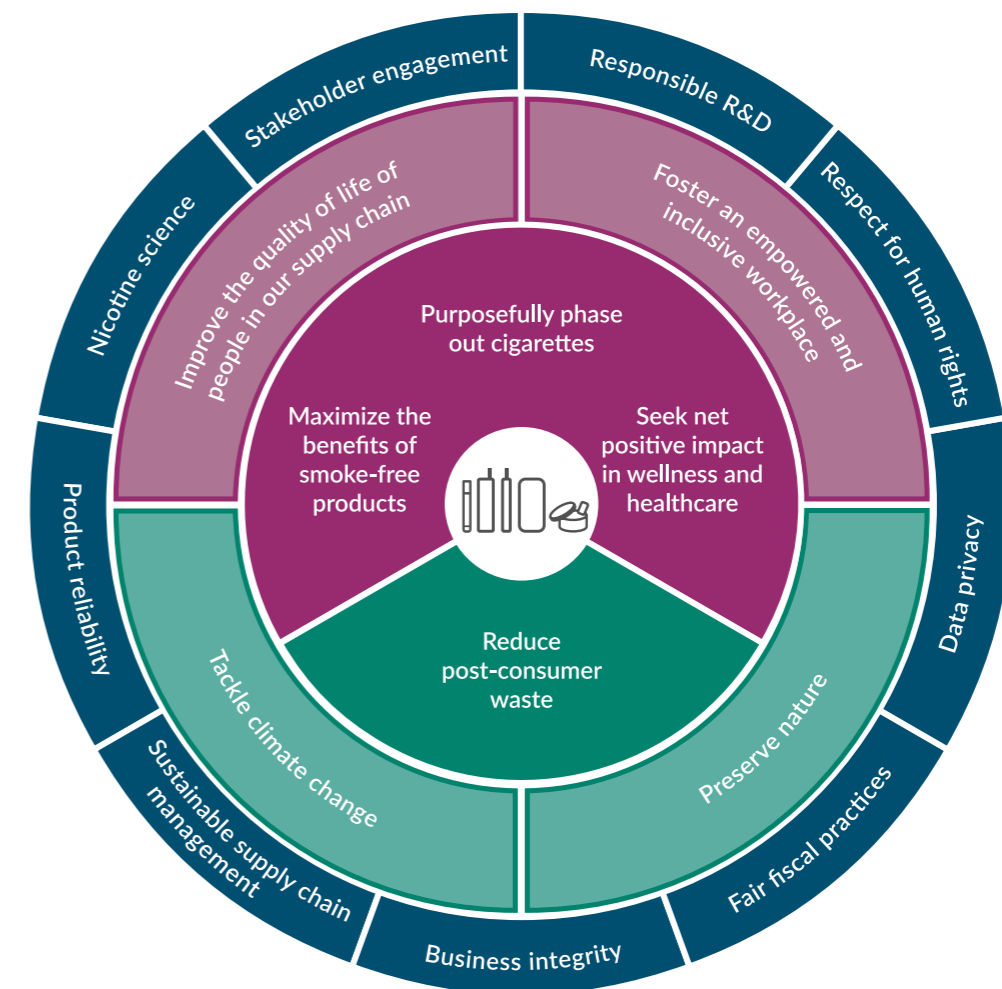 Stakeholder engagement
Responsible R&D
Respect for human rights
Data privacy
Fair fiscal practices
Business integrity
Sustainable supply chain
management
Product reliability
Nicotine science
Improve the quality of life of
people in our supply chain
Foster an empowered and
inclusive workplace
Preserve nature
Tackle climate change
Purposefully phase
out cigarettes
Maximize the
benefits of
smoke-free
products
Seek net
positive impact
in wellness and
healthcare
Reduce
post-consumer
waste